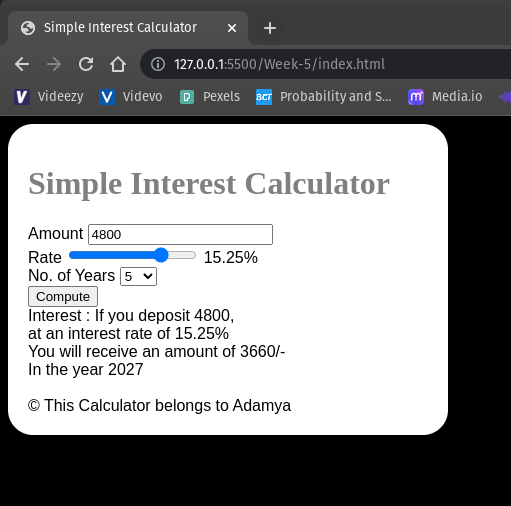 Simple Interest Calculator
127.0.0.1:5500/Week-5/index.html
Videezy Videvo Pexels BCT Probability and S... Media.io
Simple Interest Calculator
Amount 4800
Rate 15.25%
No. of Years 5
Compute
Interest : If you deposit 4800,
at an interest rate of 15.25%
You will receive an amount of 3660/-
In the year 2027
© This Calculator belongs to Adamya